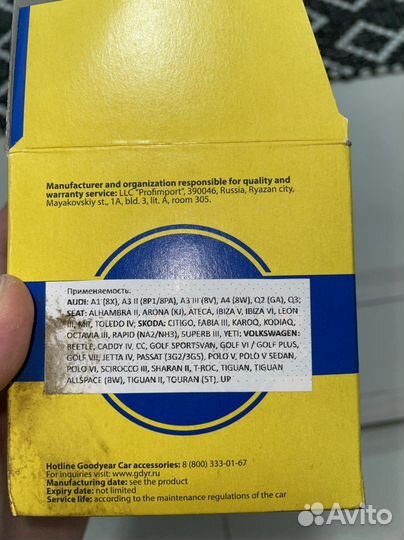 Manufacturer and organization responsible for quality and
warranty service: LLC "Profimport", 390046, Russia, Ryazan city,
Mayakovskiy st., 1A, bld. 3, lit. A, room 305.
Применяемость:
AUDI: A1 (8X), A3 II (8P1/8PA), A3 III (8V), A4 (8W), Q2 (GA), Q3;
SEAT: ALHAMBRA II, ARONA (KJ), ATECA, IBIZA V, IBIZA VI, LEON
III, MII, TOLEDO IV; SKODA: CITIGO, FABIA III, KAROQ, KODIAQ,
OCTAVIA III, RAPID (NA2/NH3), SUPERB III, YETI; VOLKSWAGEN:
BEETLE, CADDY IV, CC, GOLF SPORTSVAN, GOLF VI / GOLF PLUS,
GOLF VII, JETTA IV, PASSAT (3G2/3G5), POLO V, POLO V SEDAN,
POLO VI, SCIROCCO III, SHARAN II, T-ROC, TIGUAN, TIGUAN
ALLSPACE (BW), TIGUAN II, TOURAN (5T), UP
Hotline Goodyear Car accessories: 8 (800) 333-01-67
For inquiries visit: www.gdyr.ru
Manufacturing date: see the product
Expiry date: not limited
Service life: according to the maintenance regulations of the car
Avito